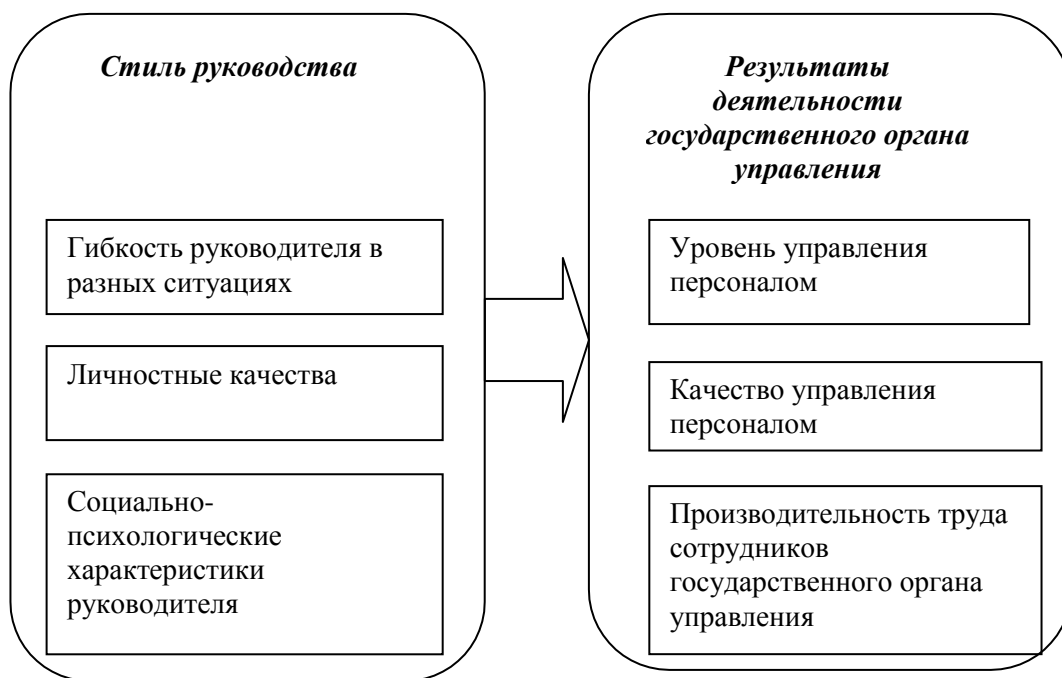 Стиль руководства
Гибкость руководителя в
разных ситуациях
Личностные качества
Социально-
психологические
характеристики
руководителя
Результаты
деятельности
государственного органа
управления
Уровень управления
персоналом
Качество управления
персоналом
Производительность труда
сотрудников
государственного органа
управления